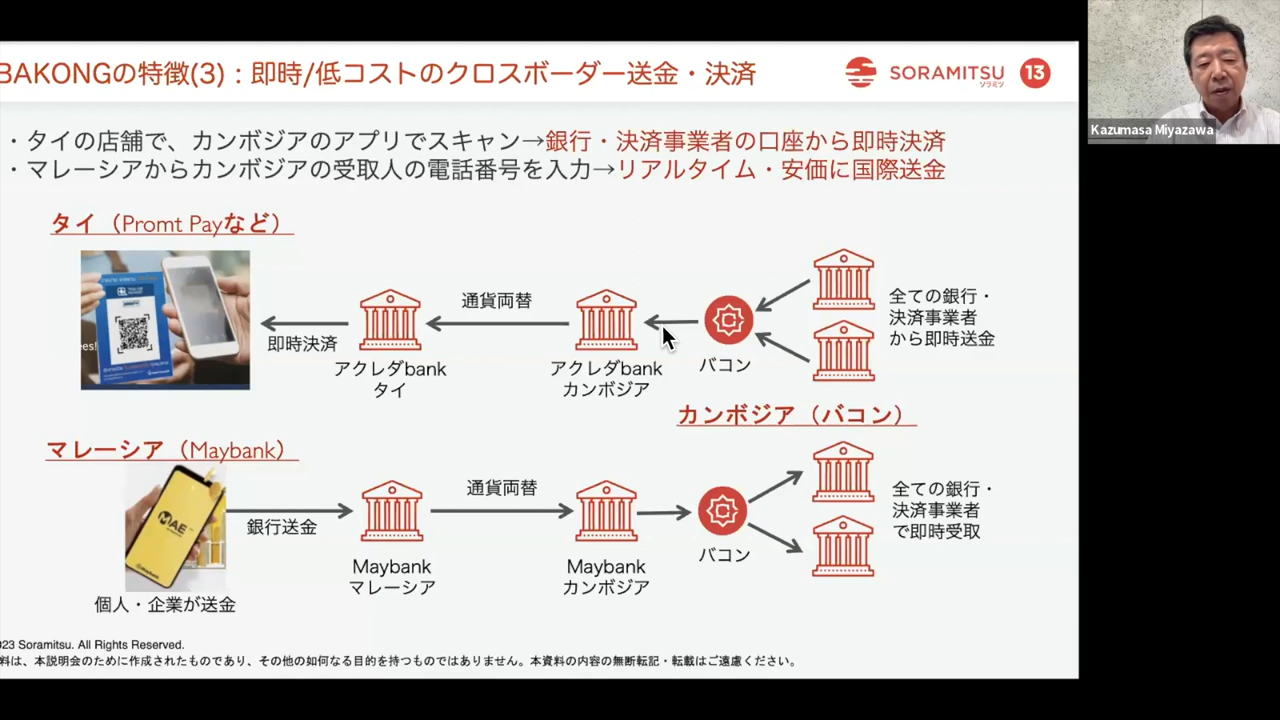 BAKONGの特徴(3)：即時/低コストのクロスボーダー送金・決済
SORAMITSU
ソラミツ
13
Kazumasa Miyazawa
・タイの店舗で、カンボジアのアプリでスキャン→銀行・決済事業者の口座から即時決済
・マレーシアからカンボジアの受取人の電話番号を入力→リアルタイム・安価に国際送金
タイ（Promt Payなど）
通貨両替
即時決済
アクレダbank
タイ
アクレダbank
カンボジア
バコン
全ての銀行・
決済事業者
から即時送金
カンボジア（バコン）
マレーシア（Maybank）
MAE
銀行送金
通貨両替
Maybank
マレーシア
Maybank
カンボジア
バコン
全ての銀行・
決済事業者
で即時受取
個人・企業が送金
023 Soramitsu. All Rights Reserved.
料は、本説明会のために作成されたものであり、その他の如何なる目的を持つものではありません。本資料の内容の無断転記・転載はご遠慮ください。